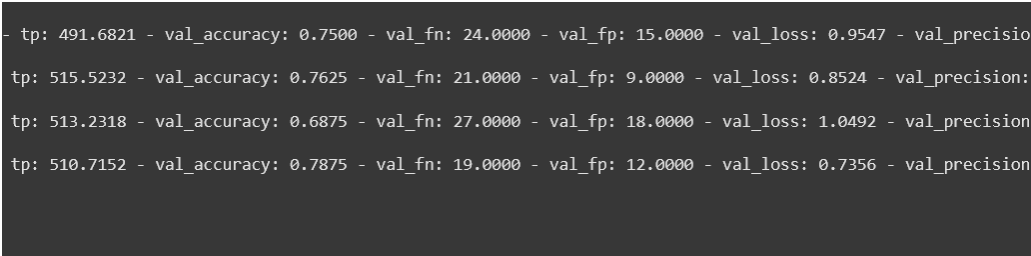 - tp: 491.6821 - val_accuracy: 0.7500 - val_fn: 24.0000 - val_fp: 15.0000 - val_loss: 0.9547 - val_precisio
tp: 515.5232 - val_accuracy: 0.7625 - val_fn: 21.0000 - val_fp: 9.0000 - val_loss: 0.8524 - val_precision:
tp: 513.2318 - val_accuracy: 0.6875 - val_fn: 27.0000 - val_fp: 18.0000 - val_loss: 1.0492 - val_precision
tp: 510.7152 - val_accuracy: 0.7875 - val_fn: 19.0000 - val_fp: 12.0000 - val_loss: 0.7356 - val_precision